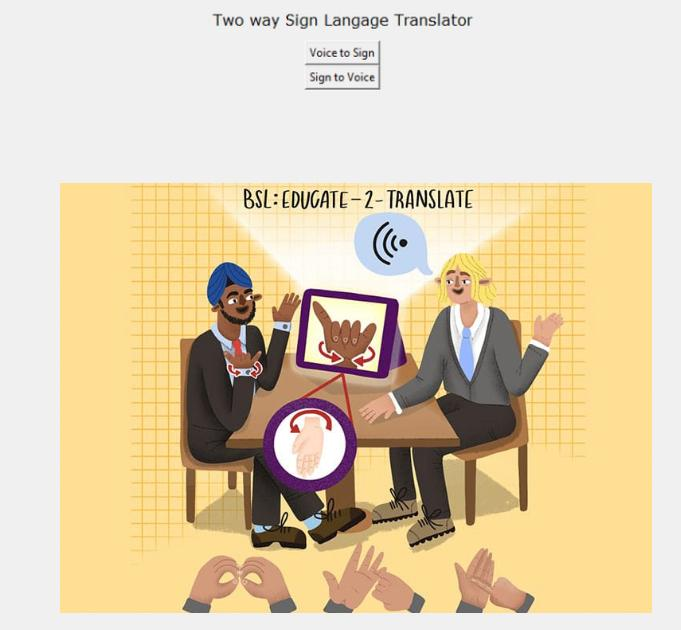 Two way Sign Langage Translator
Voice to Sign
Sign to Voice
BSL: EDUCATE-2-TRANSLATE